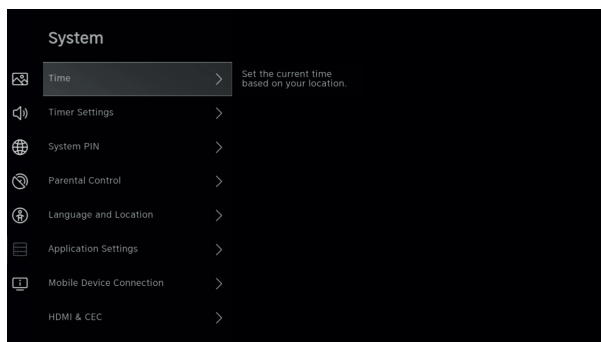 System
Time
Set the current time
based on your location.
Timer Settings
System PIN
Parental Control
Language and Location
Application Settings
Mobile Device Connection
HDMI & CEC